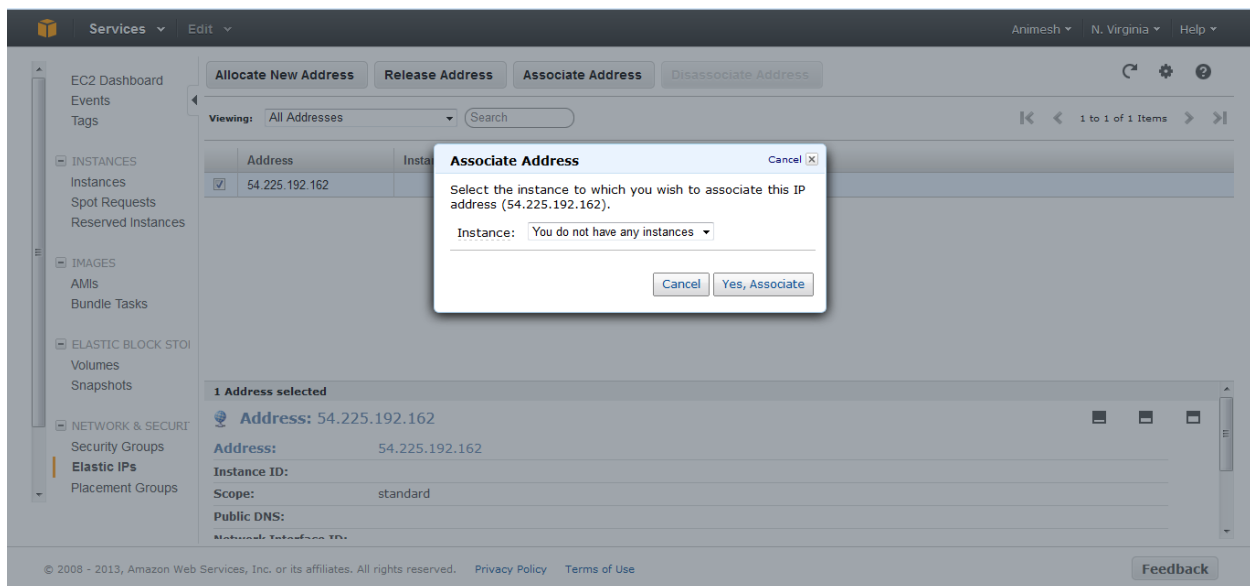 Services Edit Animesh N. Virginia Help
EC2 Dashboard
Events
Tags
INSTANCES
Instances
Spot Requests
Reserved Instances
IMAGES
AMIs
Bundle Tasks
ELASTIC BLOCK STO
Volumes
Snapshots
NETWORK & SECURI
Security Groups
Elastic IPs
Placement Groups
Allocate New Address Release Address Associate Address Disassociate Address
Viewing: All Addresses Search 1 to 1 of 1 Items
Address Insta
54.225.192.162
Associate Address Cancel
Select the instance to which you wish to associate this IP
address (54.225.192.162).
Instance: You do not have any instances
Cancel Yes, Associate
1 Address selected
Address: 54.225.192.162
Address: 54.225.192.162
Instance ID:
Scope: standard
Public DNS:
Network Interface ID:
© 2008 - 2013, Amazon Web Services, Inc. or its affiliates. All rights reserved. Privacy Policy Terms of Use Feedback